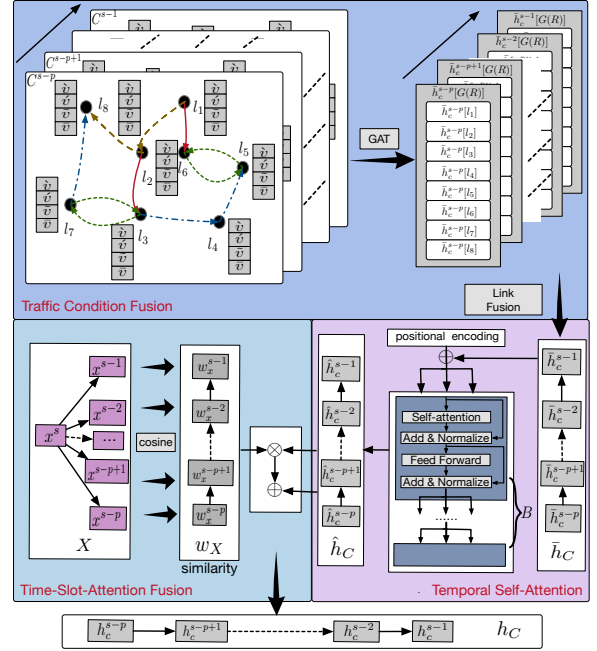 C^{s-1}
C^{s-p+1}
C^{s-p}
l_8
l_1
l_2
l_6
l_5
l_7
l_3
l_4
v̀
v́
v̄
ṽ
GAT
h̄_c^{s-1}[G(R)]
h̄_c^{s-2}[G(R)]
h̄_c^{s-p+1}[G(R)]
h̄_c^{s-p}[G(R)]
h̄_c^{s-p}[l_1]
h̄_c^{s-p}[l_2]
h̄_c^{s-p}[l_3]
h̄_c^{s-p}[l_4]
h̄_c^{s-p}[l_5]
h̄_c^{s-p}[l_6]
h̄_c^{s-p}[l_7]
h̄_c^{s-p}[l_8]
Traffic Condition Fusion
Link
Fusion
x^s
x^{s-1}
x^{s-2}
...
x^{s-p+1}
x^{s-p}
X
cosine
w_x^{s-1}
w_x^{s-2}
w_x^{s-p+1}
w_x^{s-p}
w_X
similarity
Time-Slot-Attention Fusion
ĥ_c^{s-1}
ĥ_c^{s-2}
ĥ_c^{s-p+1}
ĥ_c^{s-p}
ĥ_C
positional encoding
Self-attention
Add & Normalize
Feed Forward
Add & Normalize
......
B
h̄_c^{s-1}
h̄_c^{s-2}
h̄_c^{s-p+1}
h̄_c^{s-p}
h̄_C
Temporal Self-Attention
h_c^{s-p}
h_c^{s-p+1}
h_c^{s-2}
h_c^{s-1}
h_C